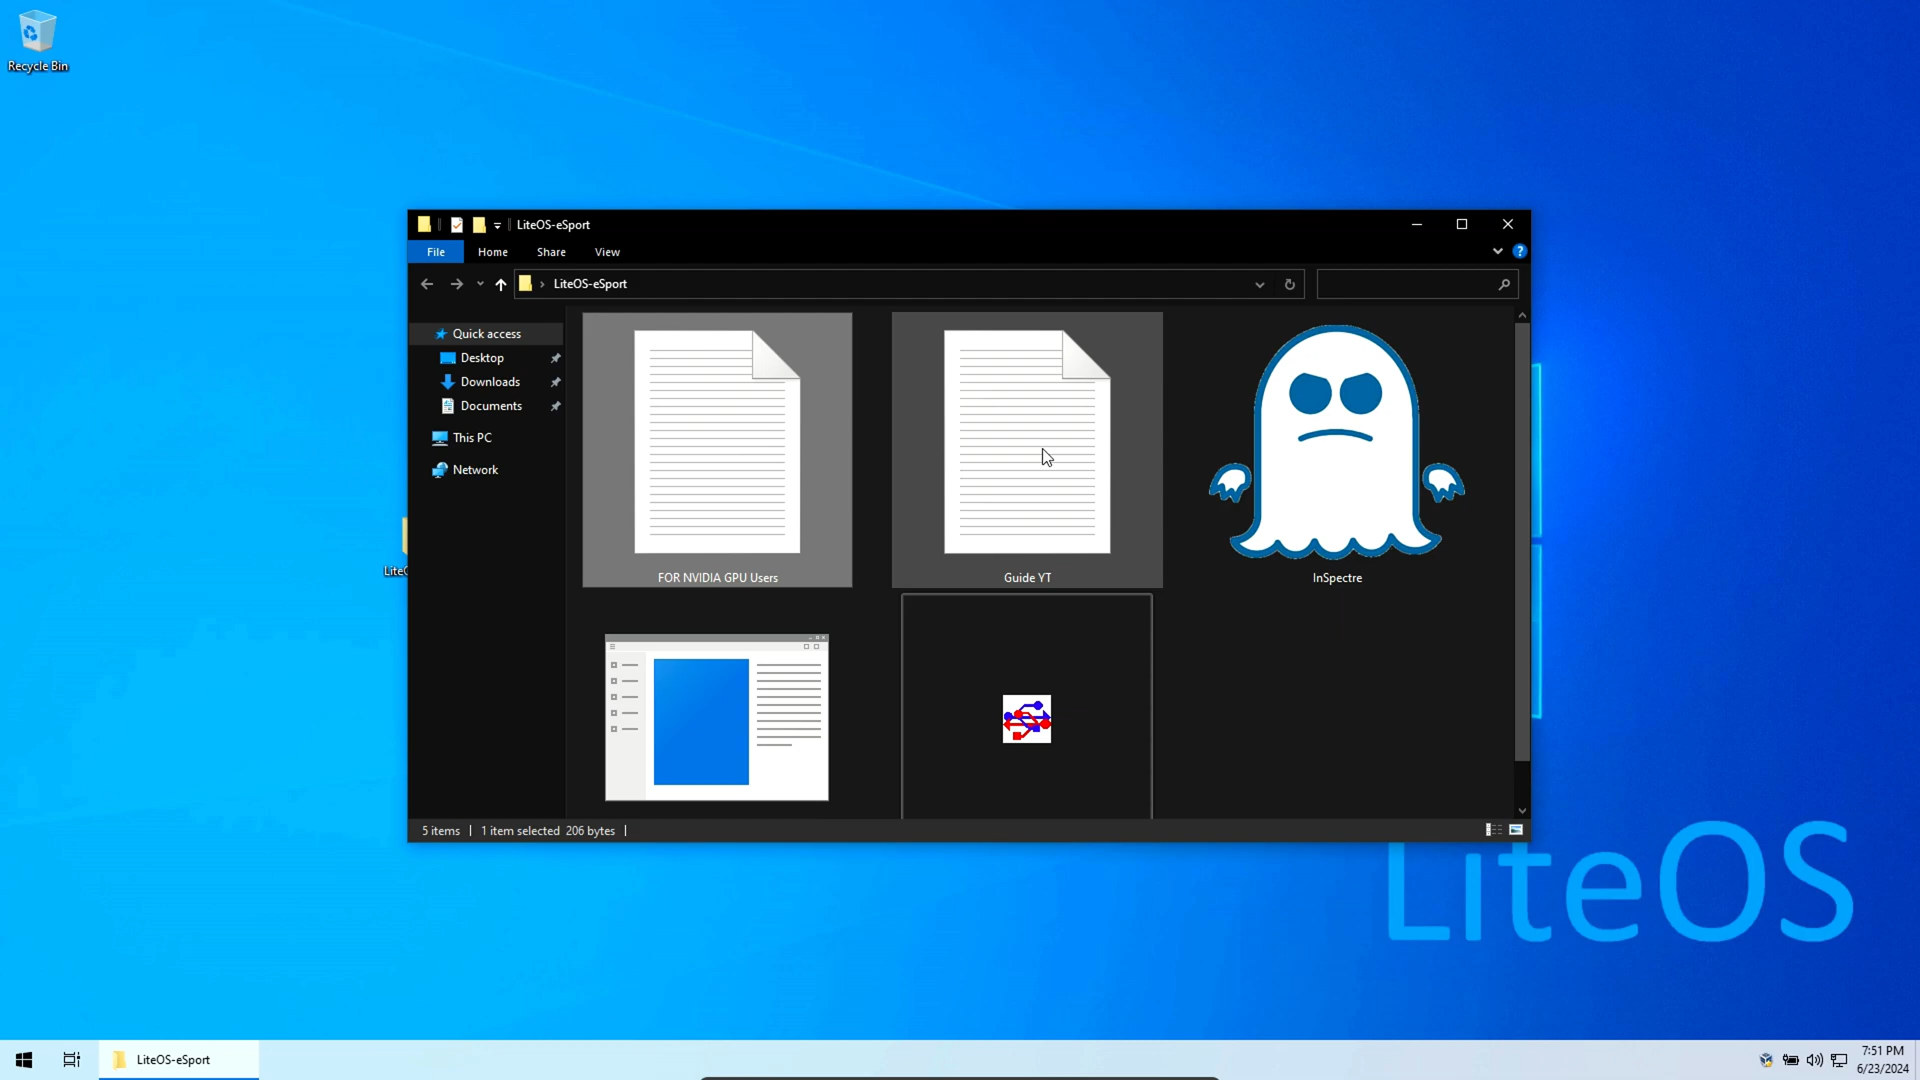 Recycle Bin
LiteOS-eSport
File Home Share View
LiteOS-eSport
Quick access
Desktop
Downloads
Documents
This PC
Network
FOR NVIDIA GPU Users
Guide YT
InSpectre
5 items
1 item selected 206 bytes
LiteOS
LiteOS-eSport
7:51 PM
6/23/2024